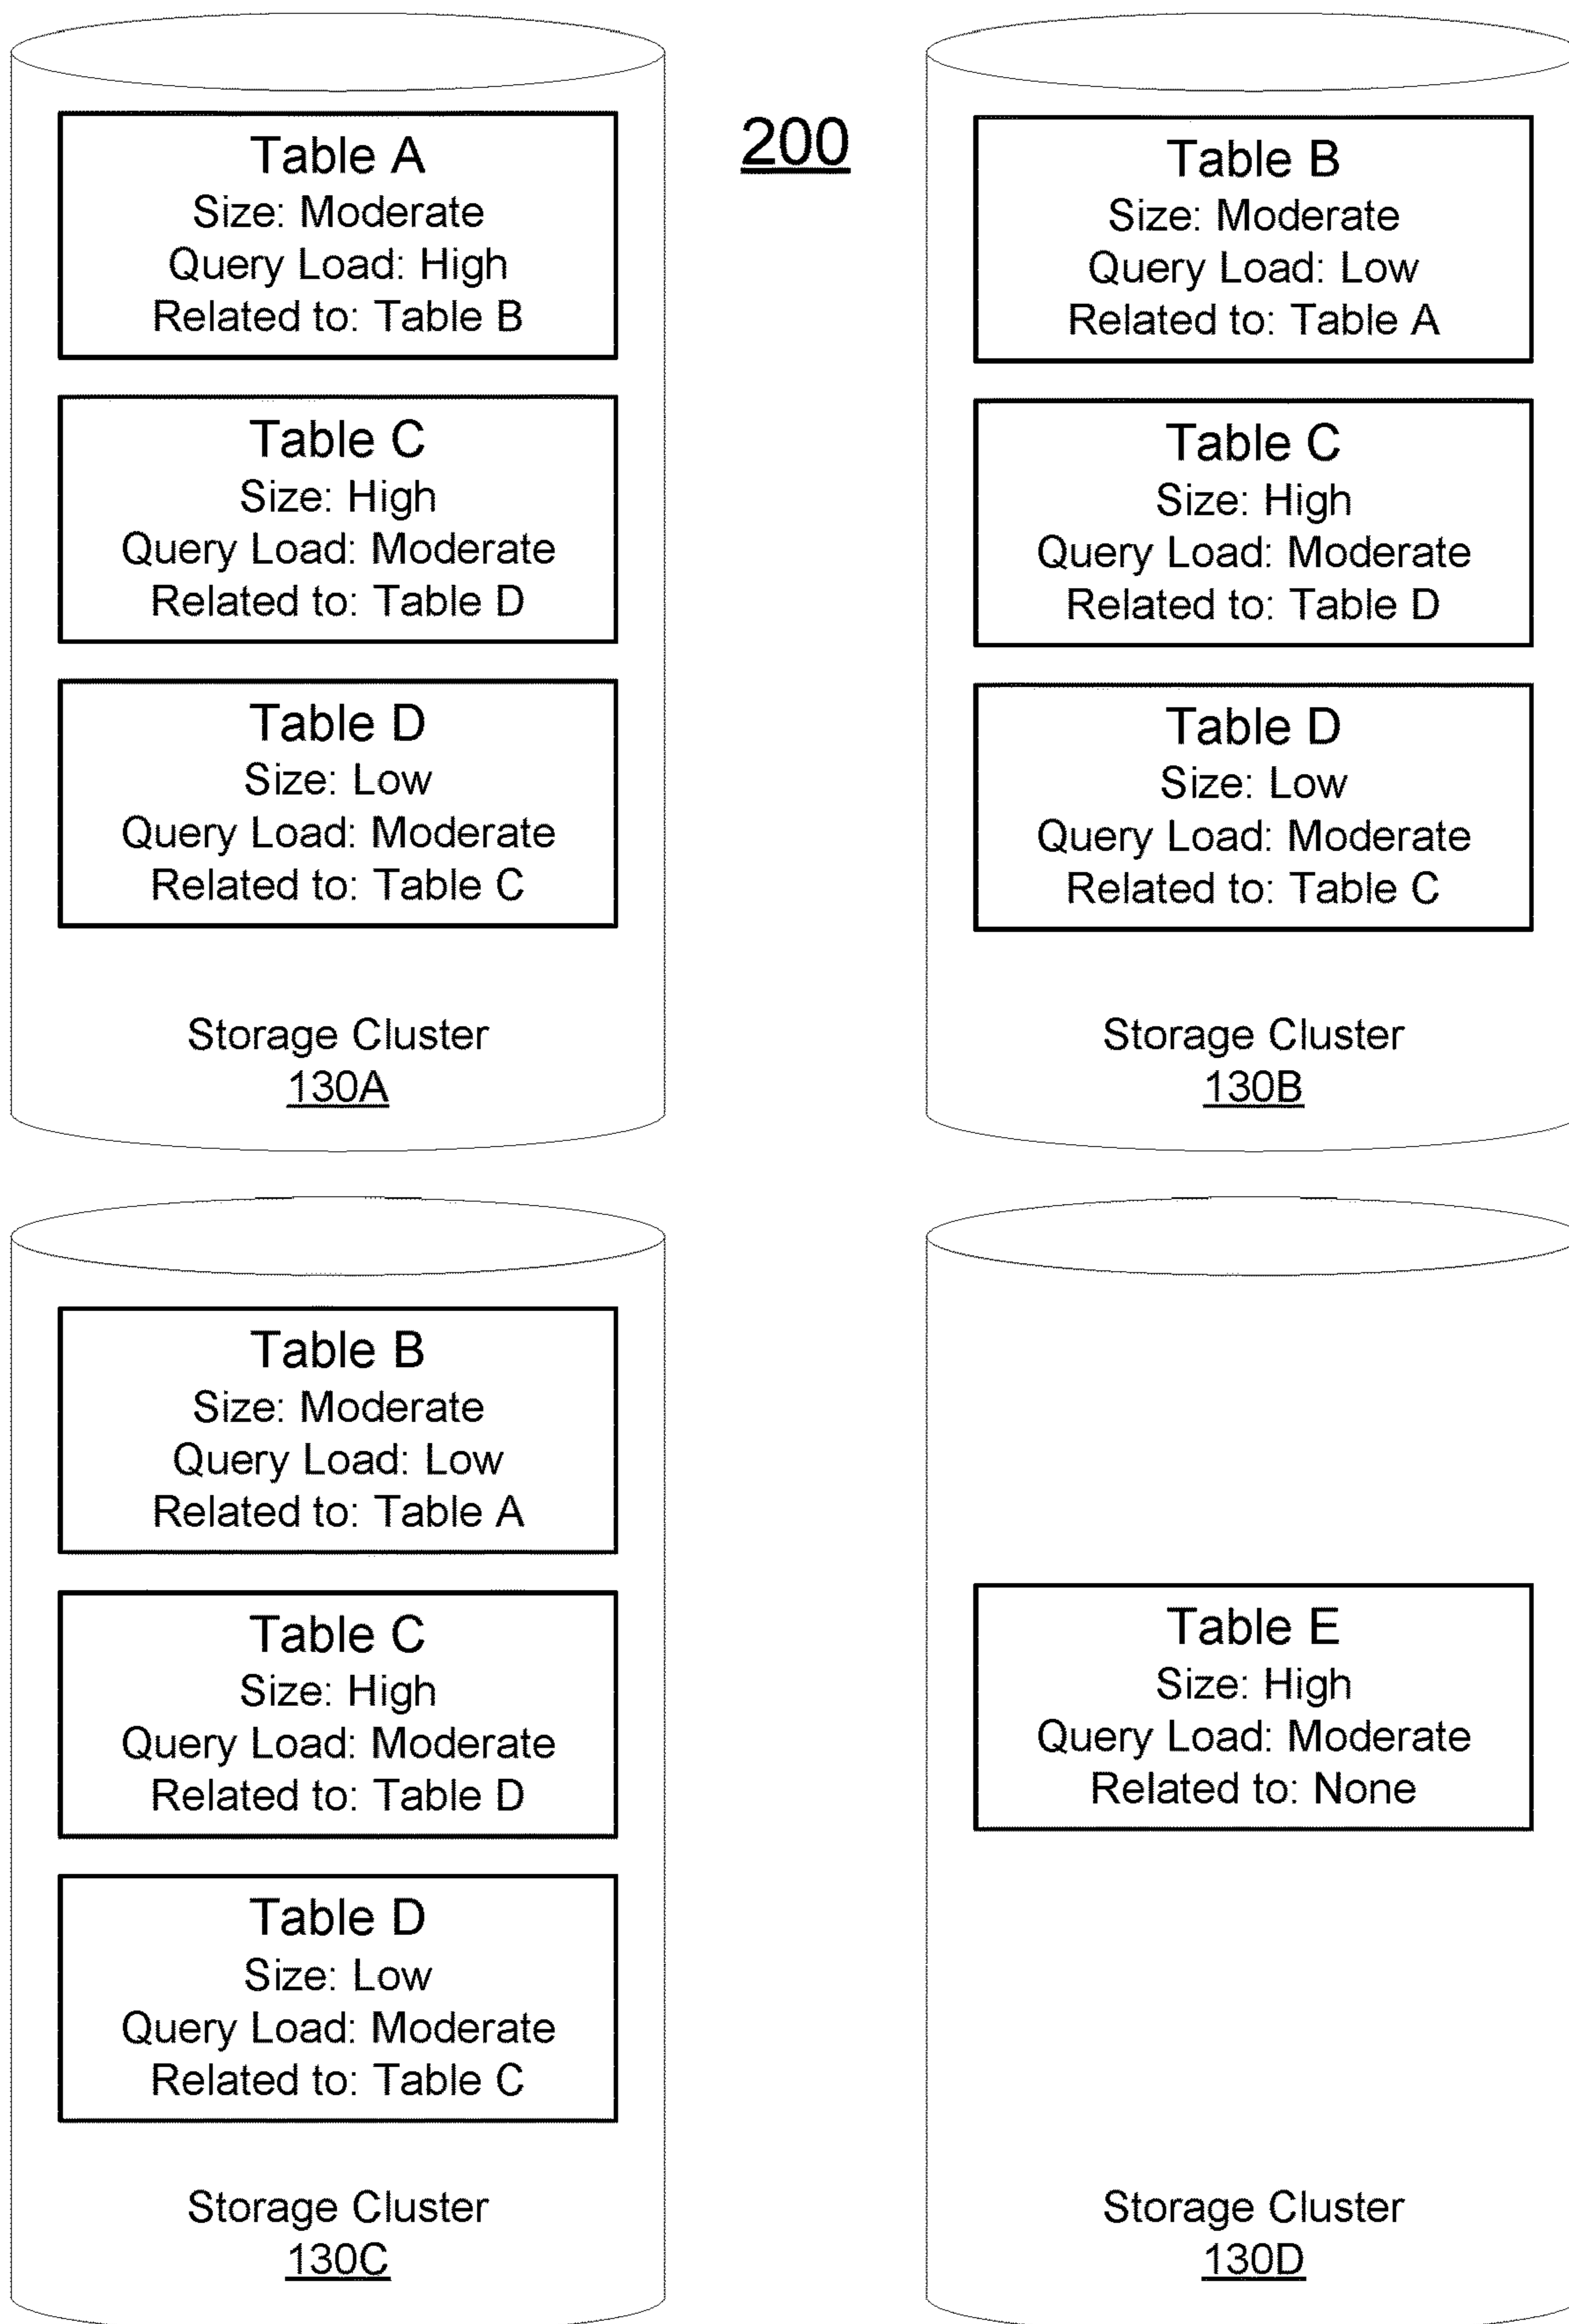 200
Table A
Size: Moderate
Query Load: High
Related to: Table B
Table C
Size: High
Query Load: Moderate
Related to: Table D
Table D
Size: Low
Query Load: Moderate
Related to: Table C
Storage Cluster
130A
Table B
Size: Moderate
Query Load: Low
Related to: Table A
Table C
Size: High
Query Load: Moderate
Related to: Table D
Table D
Size: Low
Query Load: Moderate
Related to: Table C
Storage Cluster
130B
Table B
Size: Moderate
Query Load: Low
Related to: Table A
Table C
Size: High
Query Load: Moderate
Related to: Table D
Table D
Size: Low
Query Load: Moderate
Related to: Table C
Storage Cluster
130C
Table E
Size: High
Query Load: Moderate
Related to: None
Storage Cluster
130D